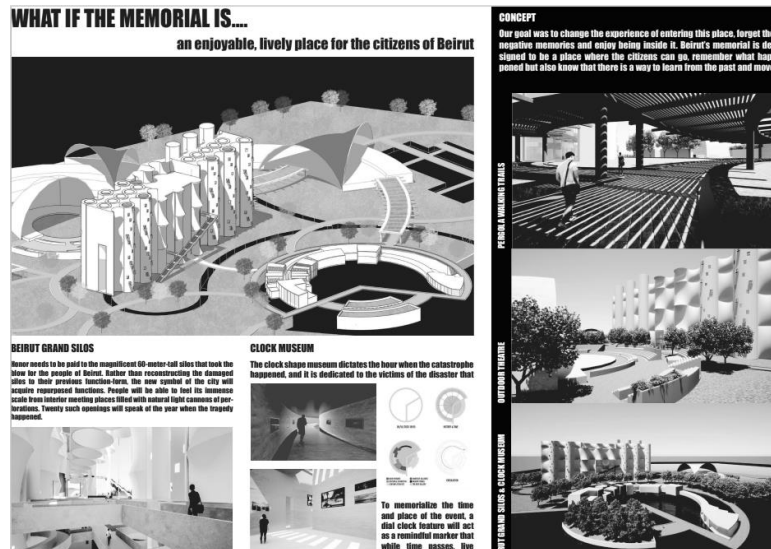 WHAT IF THE MEMORIAL IS....
an enjoyable, lively place for the citizens of Beirut
BEIRUT GRAND SILOS
Honor needs to be paid to the magnificent 60-meter-tall silos that took the
blow for the people of Beirut. Rather than reconstructing the damaged
silos to their previous function-form, the new symbol of the city will
acquire repurposed functions. People will be able to feel its immense
scale from interior meeting places filled with natural light cannons of per-
forations. Twenty such openings will speak of the year when the tragedy
happened.
CLOCK MUSEUM
The clock shape museum dictates the hour when the catastrophe
happened, and it is dedicated to the victims of the disaster that
To memorialize the time
and place of the event, a
dial clock feature will act
as a remindful marker that
while time passes, live
CONCEPT
Our goal was to change the experience of entering this place, forget the
negative memories and enjoy being inside it. Beirut's memorial is de-
signed to be a place where the citizens can go, remember what hap-
pened but also know that there is a way to learn from the past and move
PERGOLA WALKING TRAILS
OUTDOOR THEATRE
UT GRAND SILOS & CLOCK MUSEUM